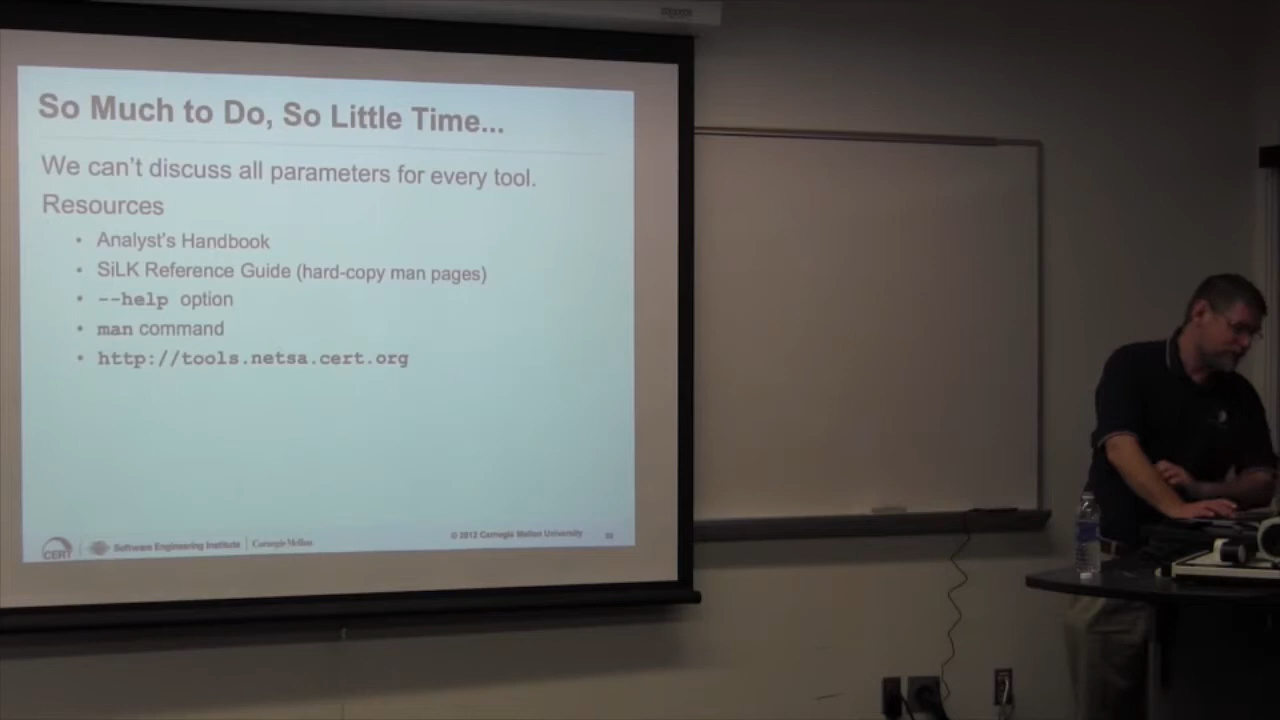 So Much to Do, So Little Time...
We can't discuss all parameters for every tool.
Resources
• Analyst's Handbook
• SiLK Reference Guide (hard-copy man pages)
• --help option
• man command
• http://tools.netsa.cert.org
CERT Software Engineering Institute Carnegie Mellon
© 2012 Carnegie Mellon University